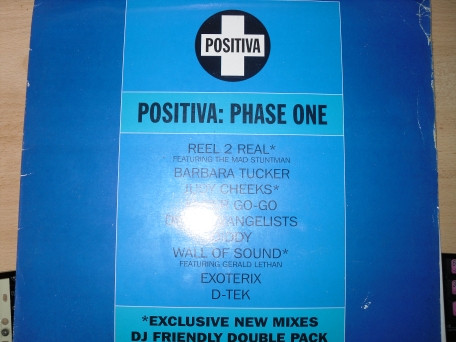 POSITIVA
POSITIVA: PHASE ONE
REEL 2 REAL*
FEATURING THE MAD STUNTMAN
BARBARA TUCKER
JUDY CHEEKS*
GO-GO
WALL OF SOUND*
FEATURING GERALD LETHAN
EXOTERIX
D-TEK
*EXCLUSIVE NEW MIXES
DJ FRIENDLY DOUBLE PACK